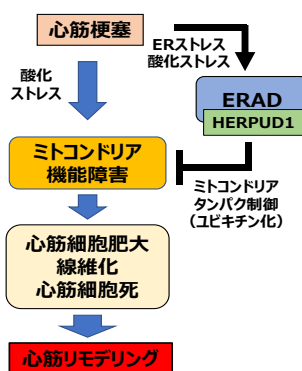 心筋梗塞
ERストレス
酸化ストレス
酸化
ストレス
ERAD
HERPUD1
ミトコンドリア
機能障害
ミトコンドリア
タンパク制御
（ユビキチン化）
心筋細胞肥大
線維化
心筋細胞死
心筋リモデリング